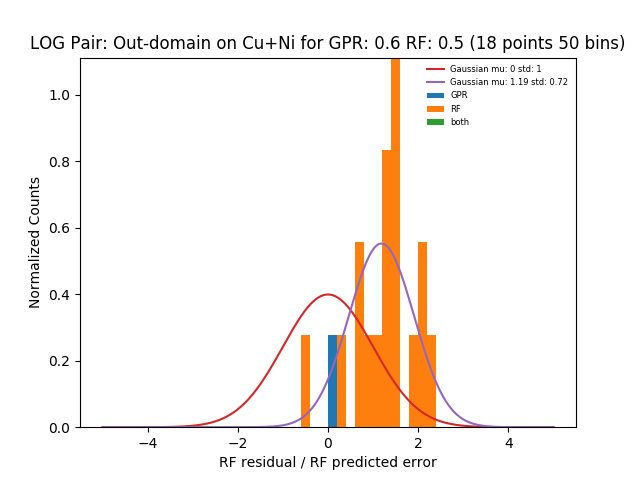 LOG Pair: Out-domain on Cu+Ni for GPR: 0.6 RF: 0.5 (18 points 50 bins)
Gaussian mu: 0 std: 1
Gaussian mu: 1.19 std: 0.72
GPR
RF
both
1.0
0.8
0.6
0.4
0.2
0.0
Normalized Counts
−4
−2
0
2
4
RF residual / RF predicted error